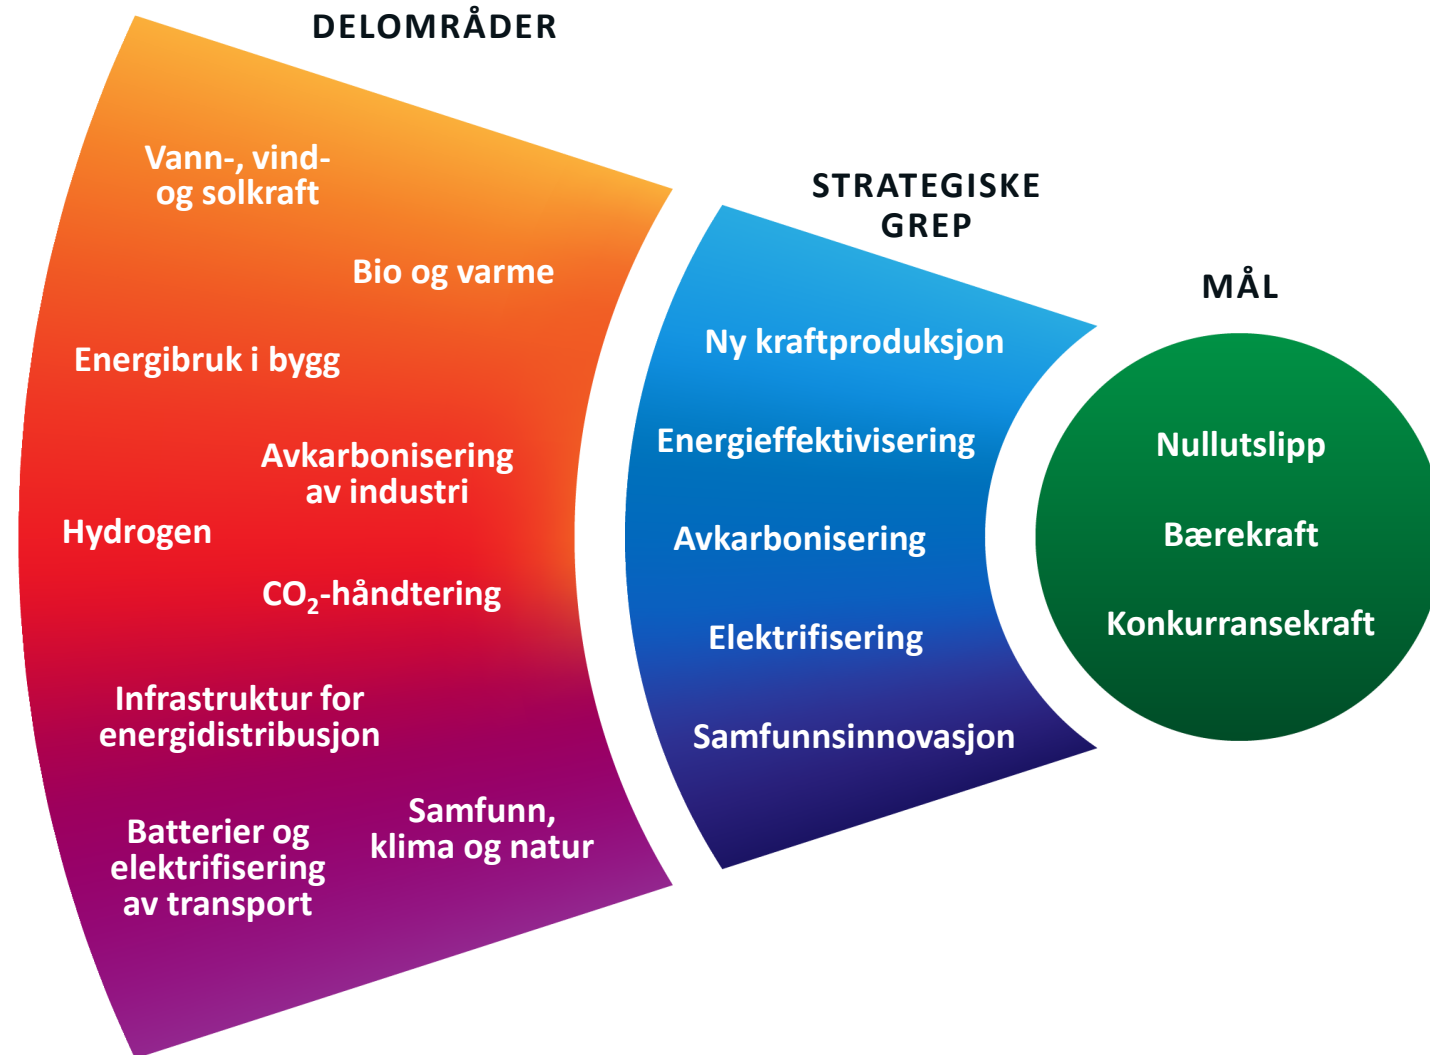 DELOMRÅDER
Vann-, vind-
og solkraft
Bio og varme
Energibruk i bygg
Avkarbonisering
av industri
Hydrogen
CO₂-håndtering
Infrastruktur for
energidistribusjon
Samfunn,
klima og natur
Batterier og
elektrifisering
av transport
STRATEGISKE
GREP
Ny kraftproduksjon
Energieffektivisering
Avkarbonisering
Elektrifisering
Samfunnsinnovasjon
MÅL
Nullutslipp
Bærekraft
Konkurransekraft